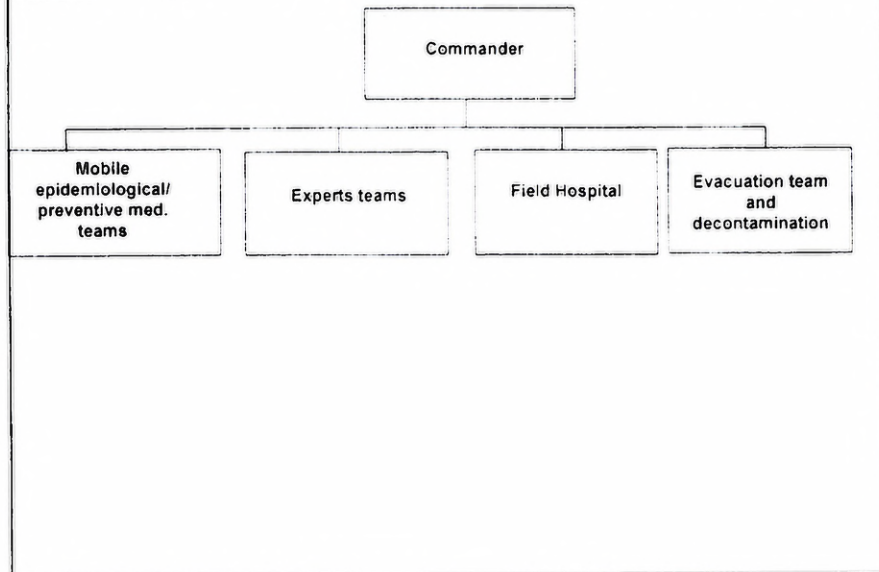 Commander
Mobile
epidemiological/
preventive med.
teams
Experts teams
Field Hospital
Evacuation team
and
decontamination